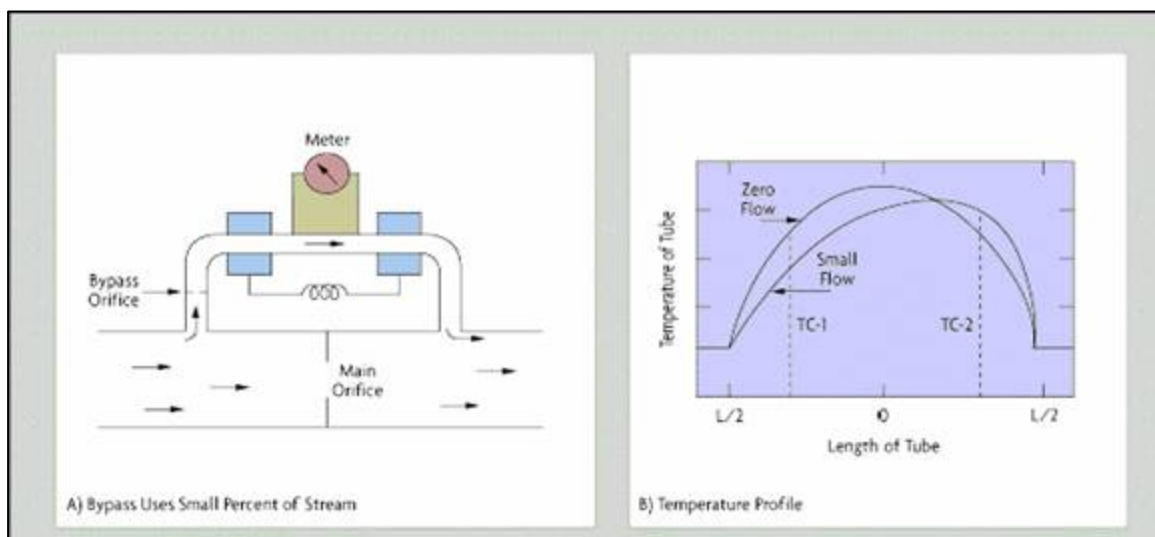 Meter
Bypass
Orifice
Main
Orifice
A) Bypass Uses Small Percent of Stream
Temperature of Tube
Zero
Flow
Small
Flow
TC-1
TC-2
L/2
0
L/2
Length of Tube
B) Temperature Profile